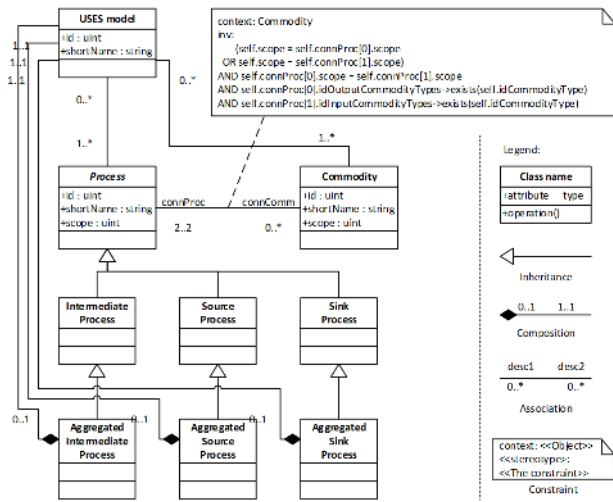 USES model
+id : uint
+shortName : string
1..1
1..1
1..1
0..*
0..*
1..*
1..*
context: Commodity
inv:
(self.scope = self.connProc[0].scope
OR self.scope = self.connProc[1].scope)
AND self.connProc[0].scope = self.connProc[1].scope
AND self.connProc[0].idOutputCommodityTypes->exists(self.idCommodityType)
AND self.connProc[1].idInputCommodityTypes->exists(self.idCommodityType)
Process
+id : uint
+shortName : string
+scope : uint
connProc
2..2
connComm
0..*
Commodity
+id : uint
+shortName : string
+scope : uint
Intermediate
Process
Source
Process
Sink
Process
0..1
0..1
0..1
Aggregated
Intermediate
Process
Aggregated
Source
Process
Aggregated
Sink
Process
Legend:
Class name
+attribute type
+operation()
Inheritance
0..1 1..1
Composition
desc1 desc2
0..* 0..*
Association
context: <<Object>>
<<stereotype>:
<<The constraint>>
Constraint